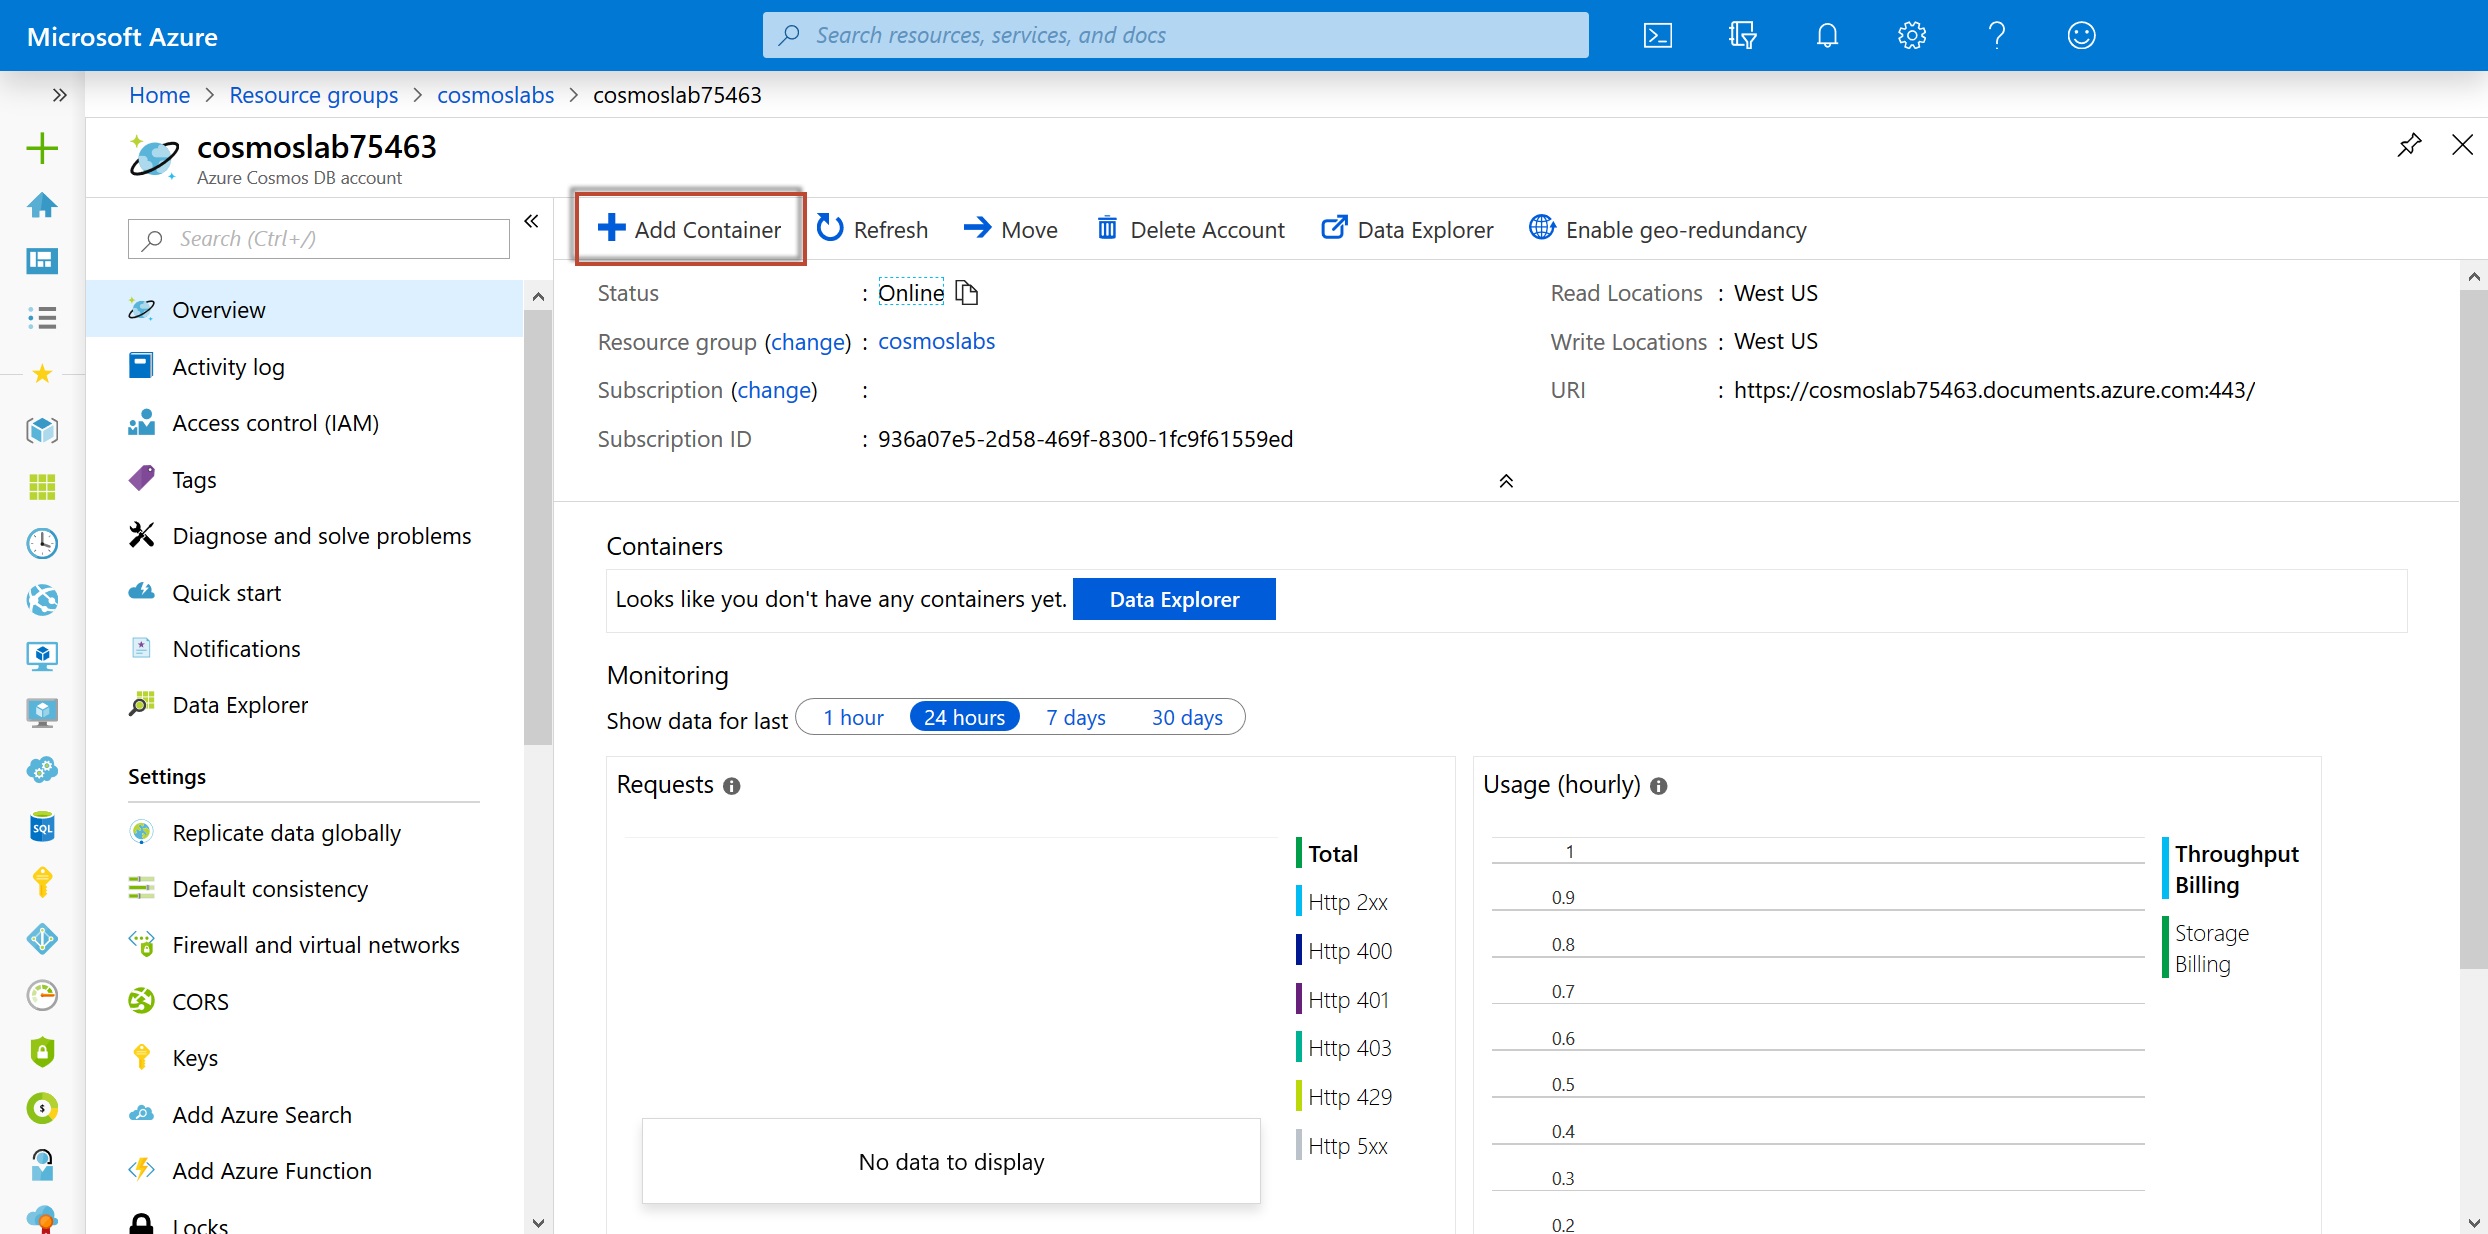 Microsoft Azure
Search resources, services, and docs
Home > Resource groups > cosmoslabs > cosmoslab75463
cosmoslab75463
Azure Cosmos DB account
Search (Ctrl+/)
Overview
Activity log
Access control (IAM)
Tags
Diagnose and solve problems
Quick start
Notifications
Data Explorer
Settings
Replicate data globally
Default consistency
Firewall and virtual networks
CORS
Keys
Add Azure Search
Add Azure Function
Locks
SQL
Add Container Refresh Move Delete Account Data Explorer Enable geo-redundancy
Status : Online
Resource group (change) : cosmoslabs
Subscription (change) :
Subscription ID : 936a07e5-2d58-469f-8300-1fc9f61559ed
Read Locations : West US
Write Locations : West US
URI : https://cosmoslab75463.documents.azure.com:443/
Containers
Looks like you don't have any containers yet. Data Explorer
Monitoring
Show data for last 1 hour 24 hours 7 days 30 days
Requests
No data to display
Total
Http 2xx
Http 400
Http 401
Http 403
Http 429
Http 5xx
Usage (hourly)
1
0.9
0.8
0.7
0.6
0.5
0.4
0.3
0.2
Throughput
Billing
Storage
Billing